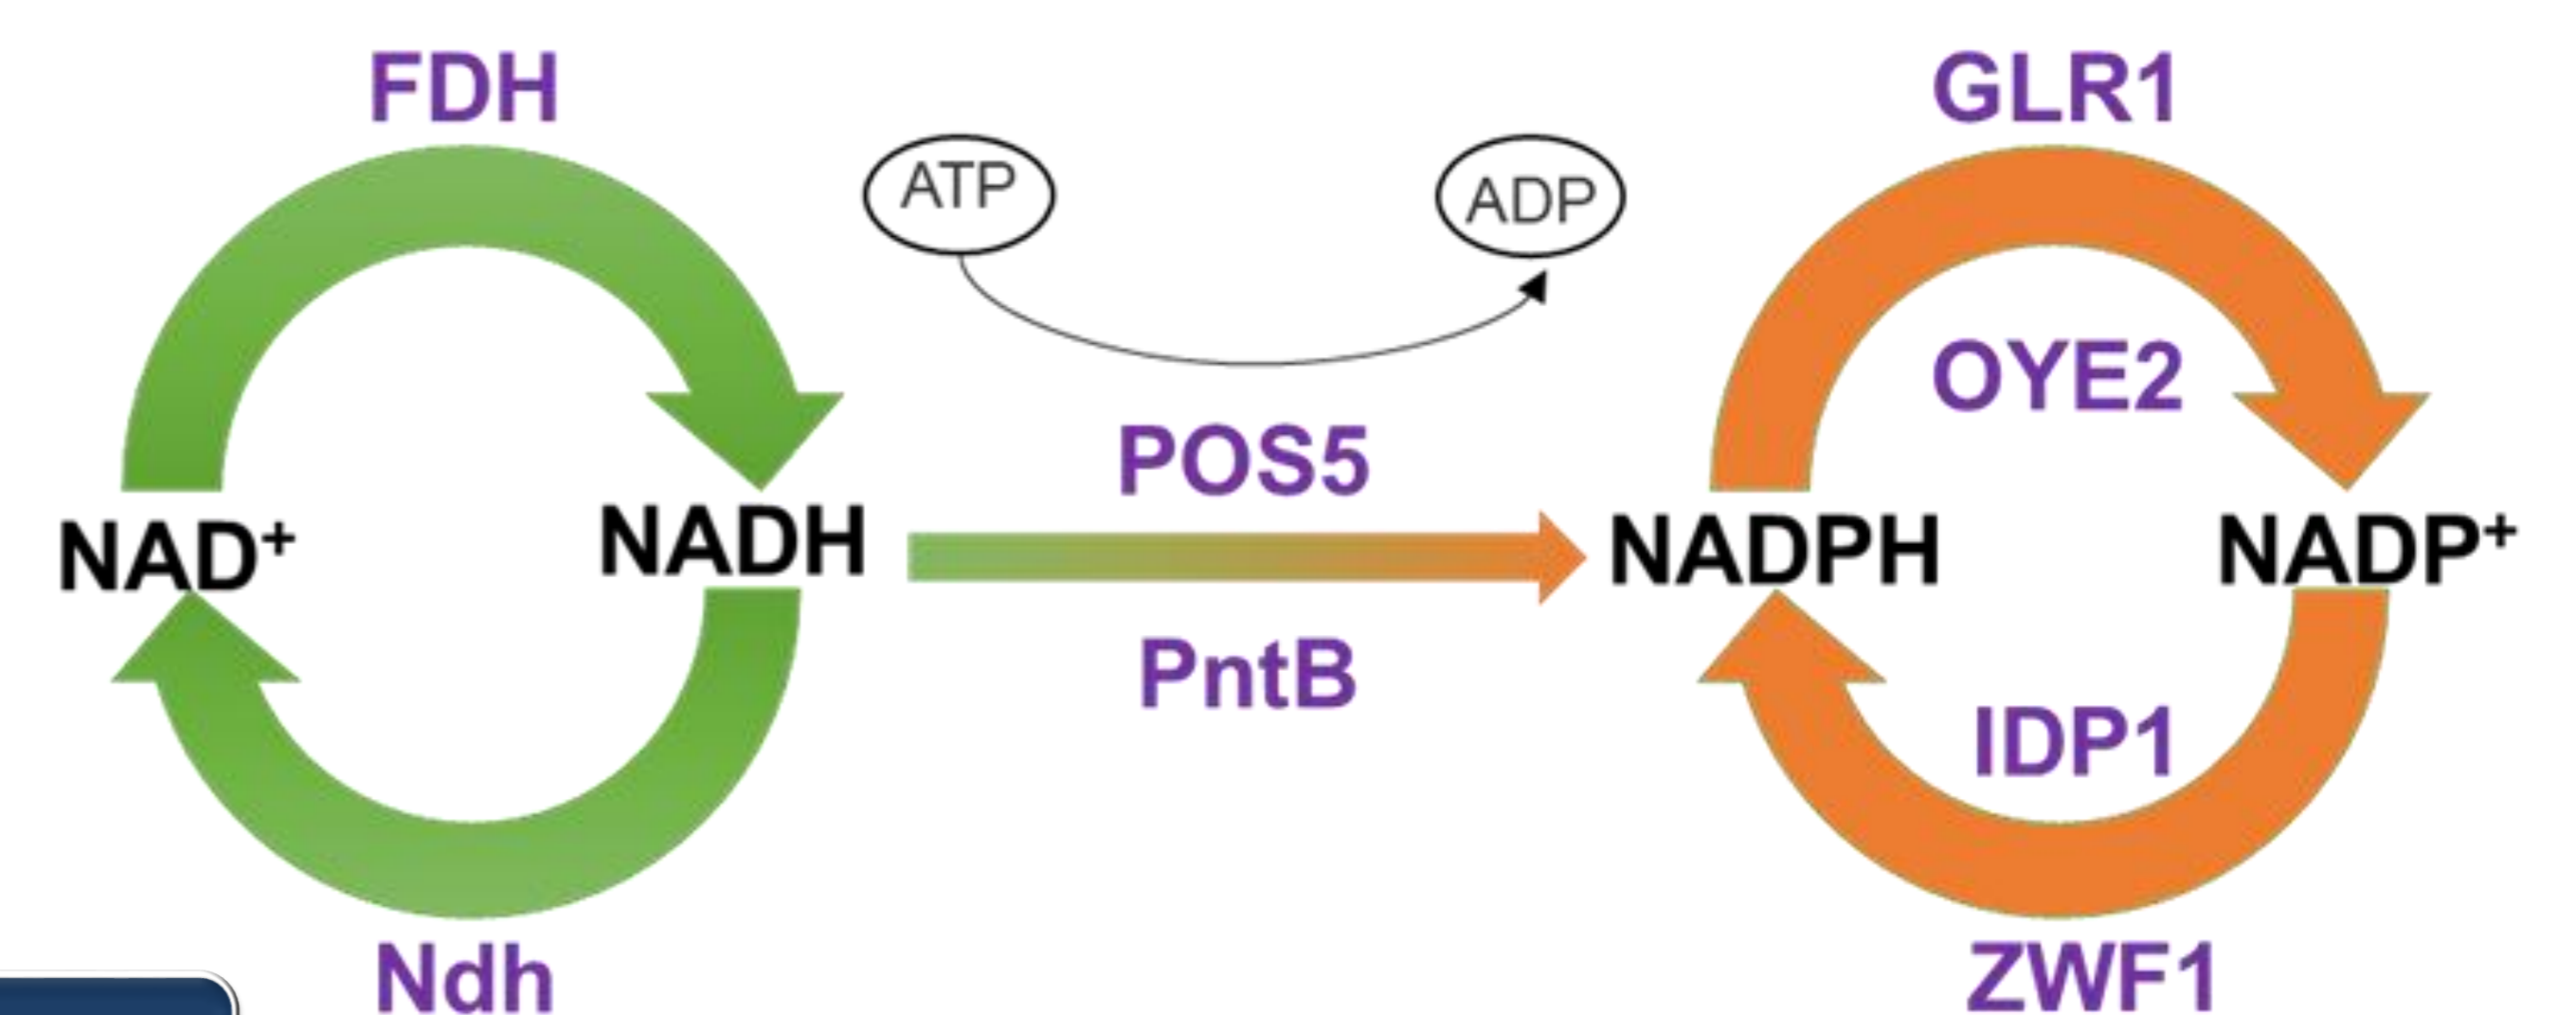 FDH
GLR1
ATP
ADP
OYE2
POS5
NAD⁺
NADH
NADPH
NADP⁺
PntB
IDP1
Ndh
ZWF1